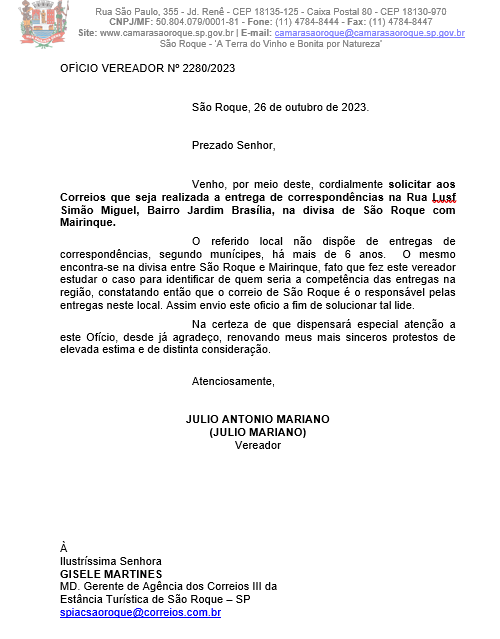 Rua São Paulo, 355 - Jd. Renê - CEP 18135-125 - Caixa Postal 80 - CEP 18130-970
CNPJ/MF: 50.804.079/0001-81 - Fone: (11) 4784-8444 - Fax: (11) 4784-8447
Site: www.camarasaoroque.sp.gov.br | E-mail: camarasaoroque@camarasaoroque.sp.gov.br
São Roque - 'A Terra do Vinho e Bonita por Natureza'
OFÍCIO VEREADOR Nº 2280/2023
São Roque, 26 de outubro de 2023.
Prezado Senhor,
Venho, por meio deste, cordialmente solicitar aos
Correios que seja realizada a entrega de correspondências na Rua Lusf
Simão Miguel, Bairro Jardim Brasília, na divisa de São Roque com
Mairinque.
O referido local não dispõe de entregas de
correspondências, segundo munícipes, há mais de 6 anos. O mesmo
encontra-se na divisa entre São Roque e Mairinque, fato que fez este vereador
estudar o caso para identificar de quem seria a competência das entregas na
região, constatando então que o correio de São Roque é o responsável pelas
entregas neste local. Assim envio este oficio a fim de solucionar tal lide.
Na certeza de que dispensará especial atenção a
este Ofício, desde já agradeço, renovando meus mais sinceros protestos de
elevada estima e de distinta consideração.
Atenciosamente,
JULIO ANTONIO MARIANO
(JULIO MARIANO)
Vereador
À
Ilustríssima Senhora
GISELE MARTINES
MD. Gerente de Agência dos Correios III da
Estância Turística de São Roque – SP
spiacsaoroque@correios.com.br